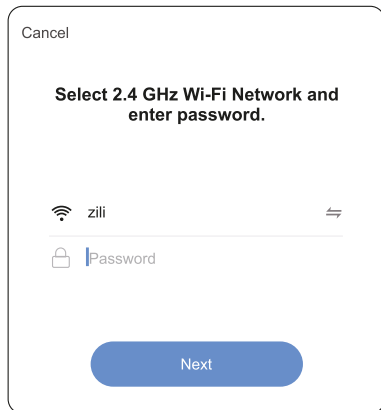 Cancel
Select 2.4 GHz Wi-Fi Network and
enter password.
zili
Password
Next